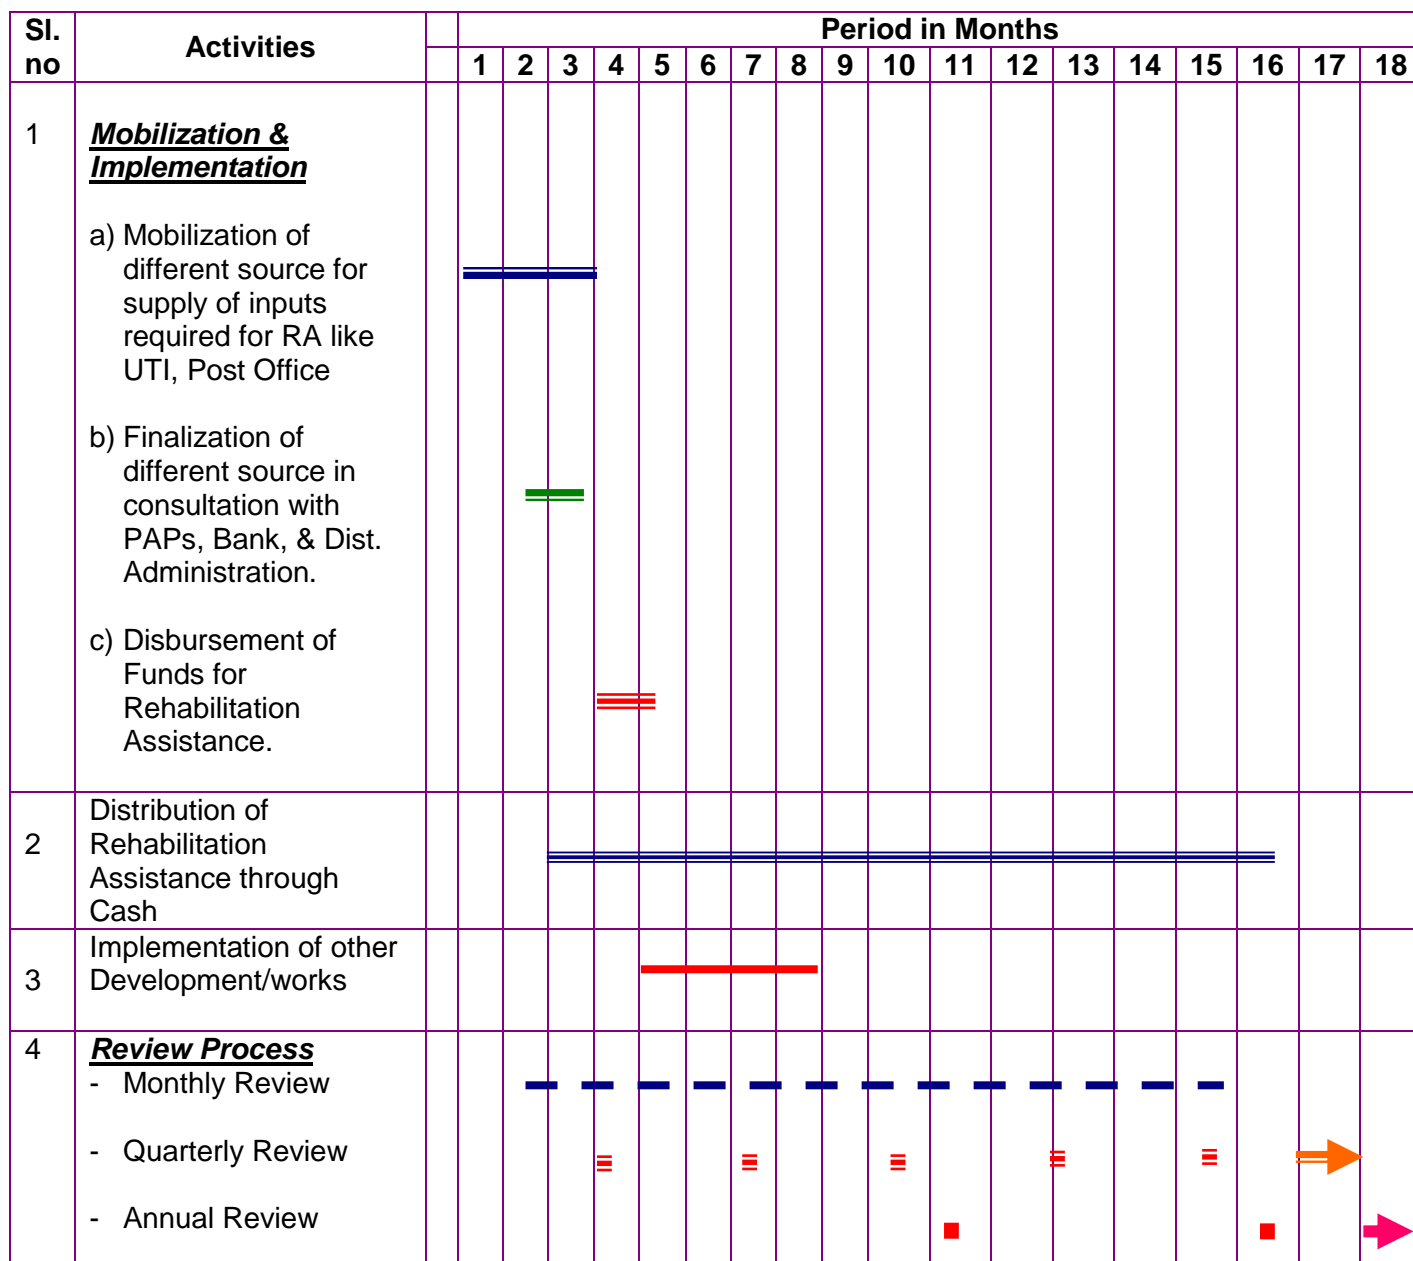 Sl. no
Activities
Period in Months
1 2 3 4 5 6 7 8 9 10 11 12 13 14 15 16 17 18
1
Mobilization &
Implementation
a) Mobilization of
different source for
supply of inputs
required for RA like
UTI, Post Office
b) Finalization of
different source in
consultation with
PAPs, Bank, & Dist.
Administration.
c) Disbursement of
Funds for
Rehabilitation
Assistance.
2
Distribution of
Rehabilitation
Assistance through
Cash
3
Implementation of other
Development/works
4
Review Process
- Monthly Review
- Quarterly Review
- Annual Review